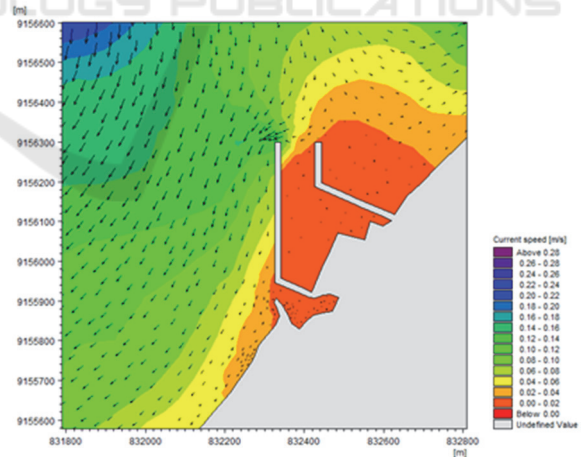 OLOGY PUBLICATIONS
[m]
9156600
9156500
9156400
9156300
9156200
9156100
9156000
9155900
9155800
9155700
9155600
831800 832000 832200 832400 832600 832800
[m]
Current speed [m/s]
Above 0.28
0.26 - 0.28
0.24 - 0.26
0.22 - 0.24
0.20 - 0.22
0.18 - 0.20
0.16 - 0.18
0.14 - 0.16
0.12 - 0.14
0.10 - 0.12
0.08 - 0.10
0.06 - 0.08
0.04 - 0.06
0.02 - 0.04
0.00 - 0.02
Below 0.00
Undefined Value